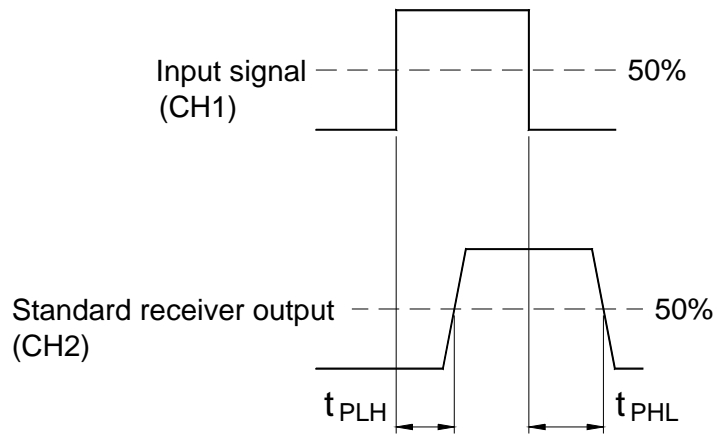 Input signal
(CH1)
50%
Standard receiver output
(CH2)
50%
tPLH
tPHL